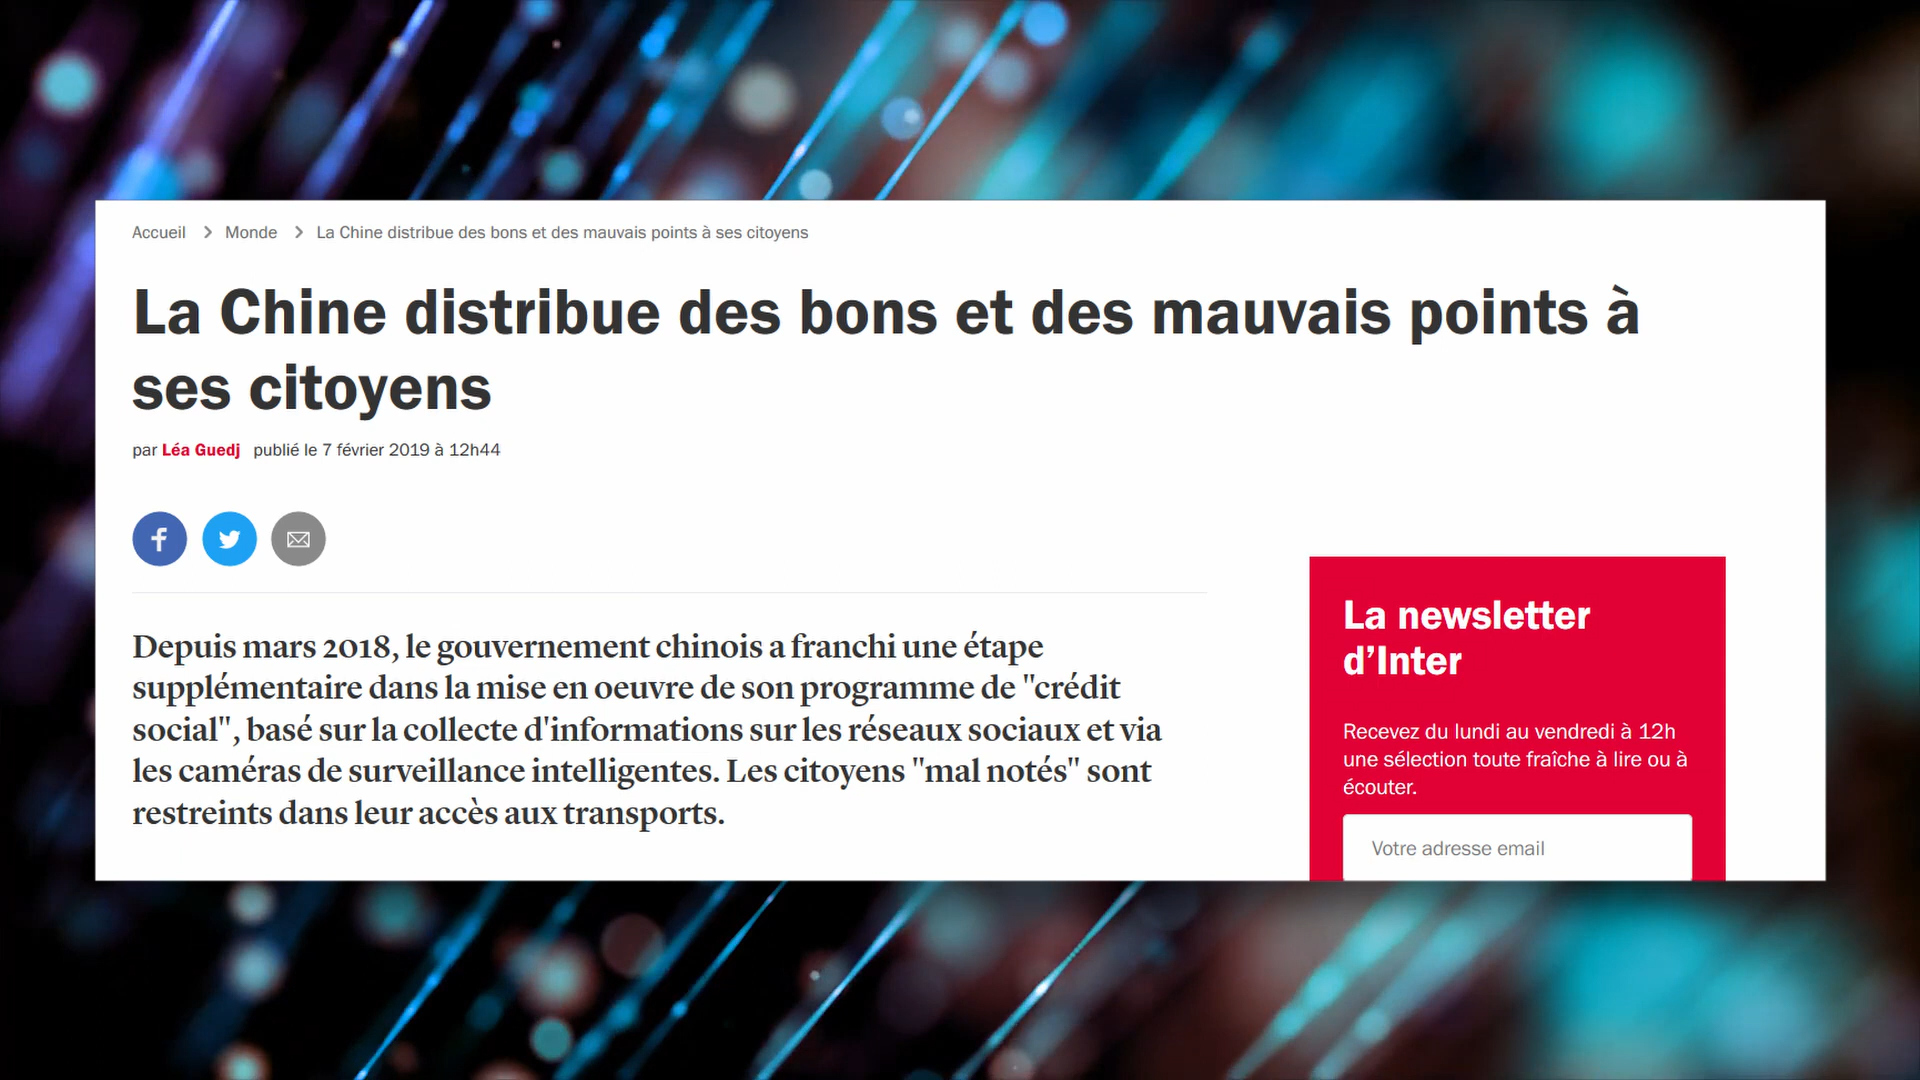 Accueil > Monde > La Chine distribue des bons et des mauvais points à ses citoyens
La Chine distribue des bons et des mauvais points à
ses citoyens
par Léa Guedj publié le 7 février 2019 à 12h44
Depuis mars 2018, le gouvernement chinois a franchi une étape
supplémentaire dans la mise en oeuvre de son programme de "crédit
social", basé sur la collecte d'informations sur les réseaux sociaux et via
les caméras de surveillance intelligentes. Les citoyens "mal notés" sont
restreints dans leur accès aux transports.
La newsletter
d’Inter
Recevez du lundi au vendredi à 12h
une sélection toute fraîche à lire ou à
écouter.
Votre adresse email